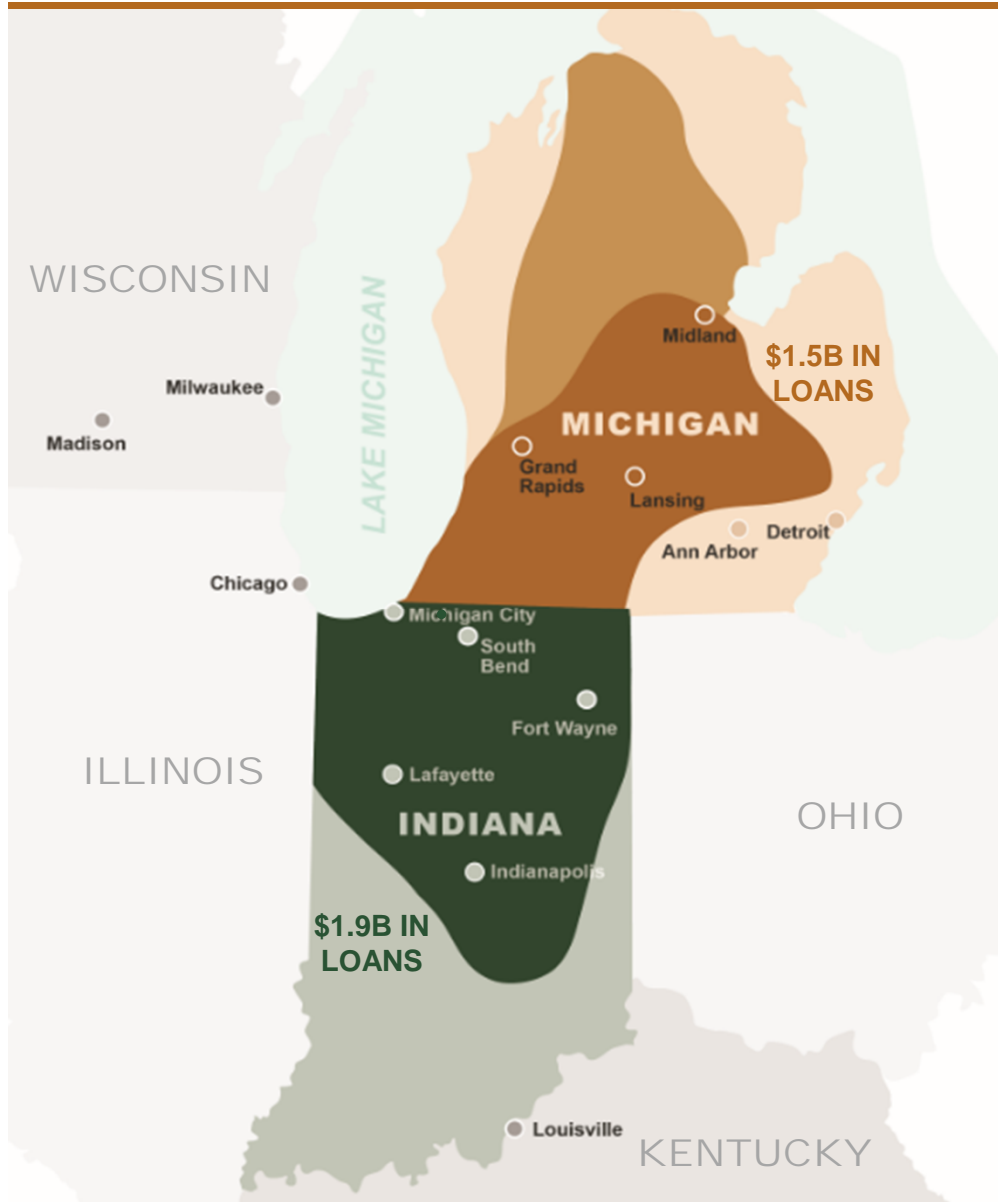 WISCONSIN
LAKE MICHIGAN
Midland
$1.5B IN
LOANS
Milwaukee
Madison
MICHIGAN
Grand
Rapids
Lansing
Ann Arbor
Detroit
Chicago
Michigan City
South
Bend
Fort Wayne
ILLINOIS
Lafayette
INDIANA
OHIO
Indianapolis
$1.9B IN
LOANS
Louisville
KENTUCKY